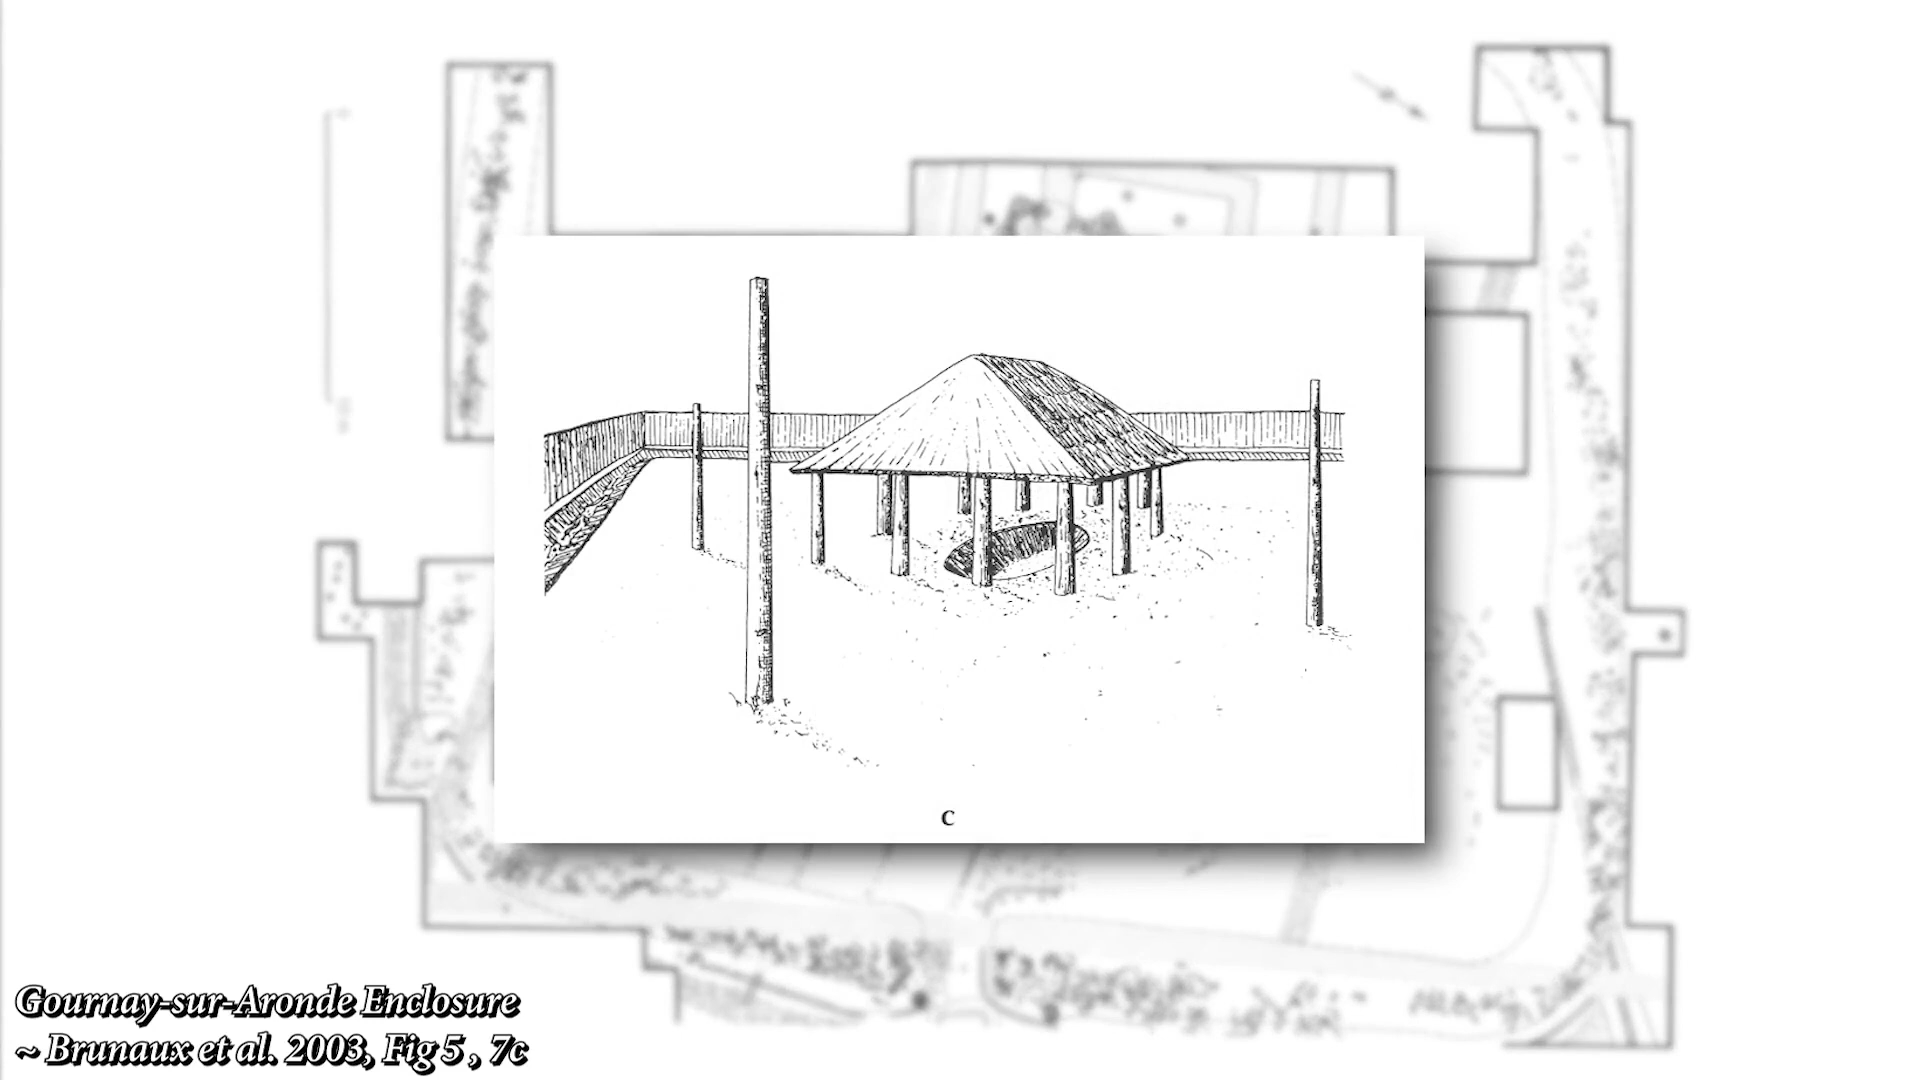 c
Gournay-sur-Aronde Enclosure
~ Brunaux et al. 2003, Fig 5 , 7c